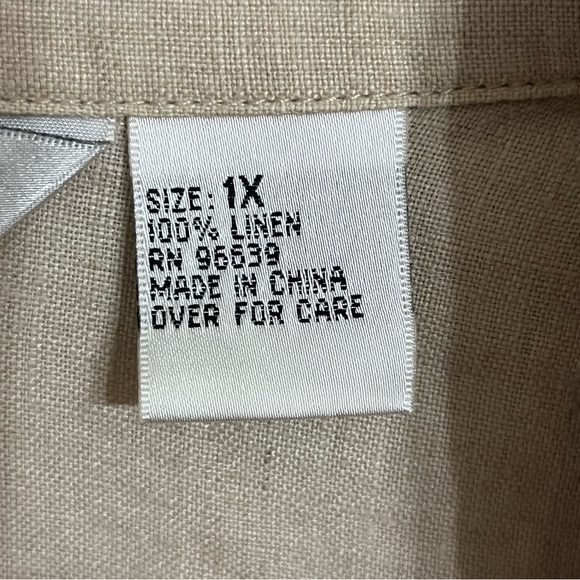 SIZE: 1X
100% LINEN
RN 96639
MADE IN CHINA
OVER FOR CARE